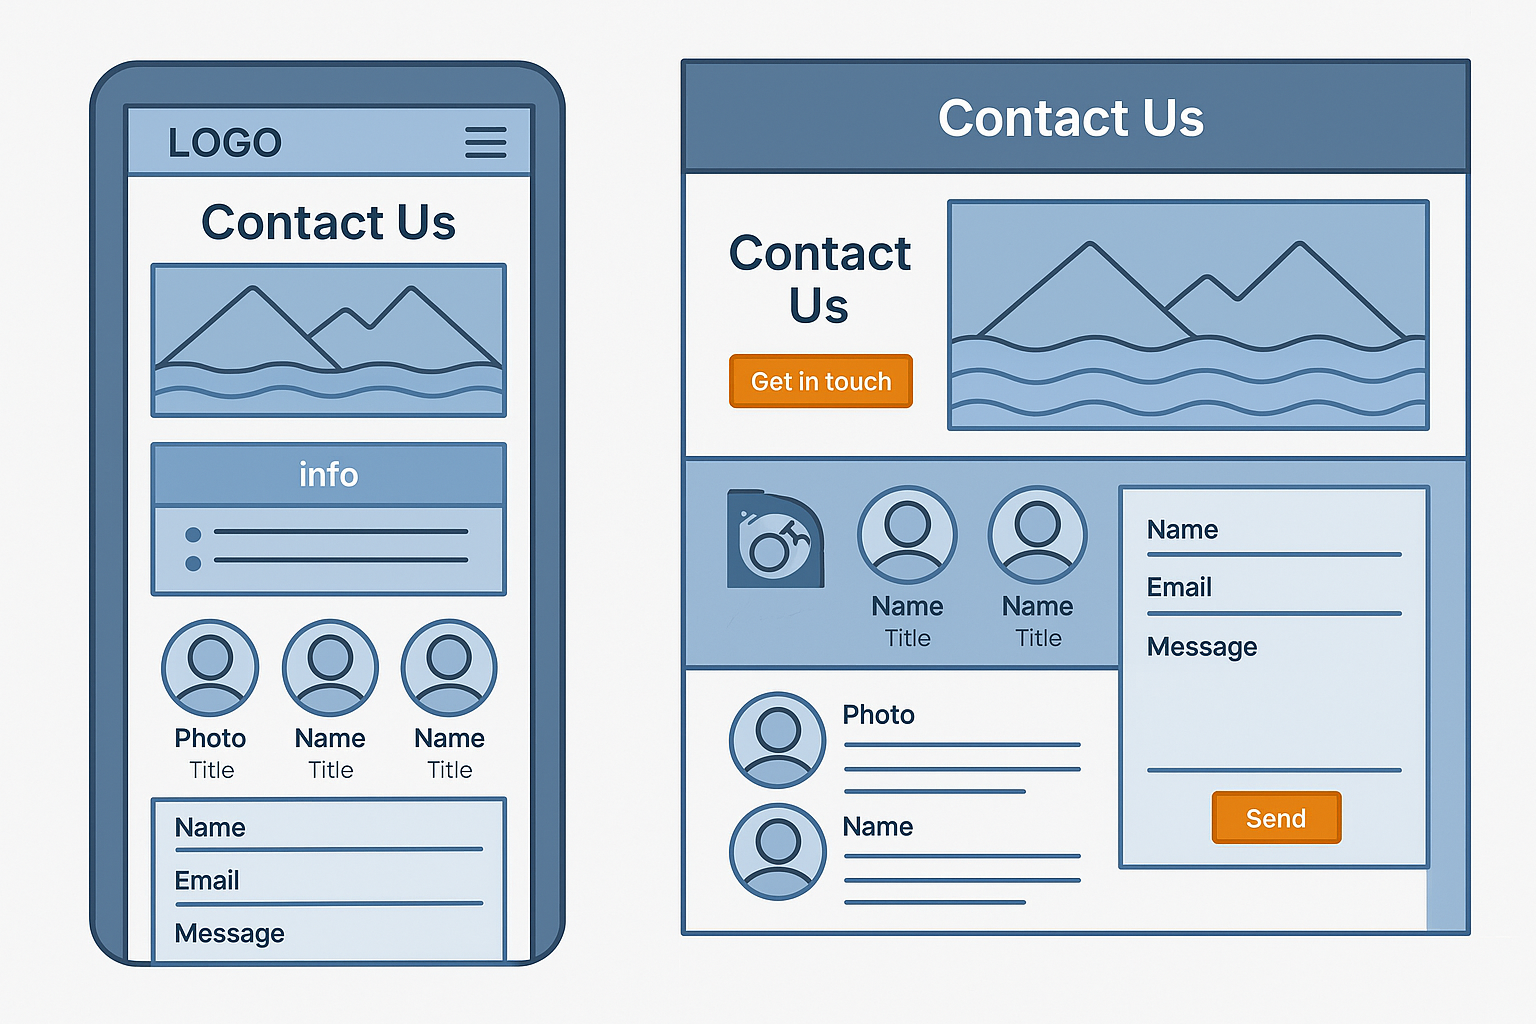 LOGO
Contact Us
info
Photo
Title
Name
Title
Name
Title
Name
Email
Message
Contact Us
Contact
Us
Get in touch
Name
Title
Name
Title
Photo
Name
Name
Email
Message
Send